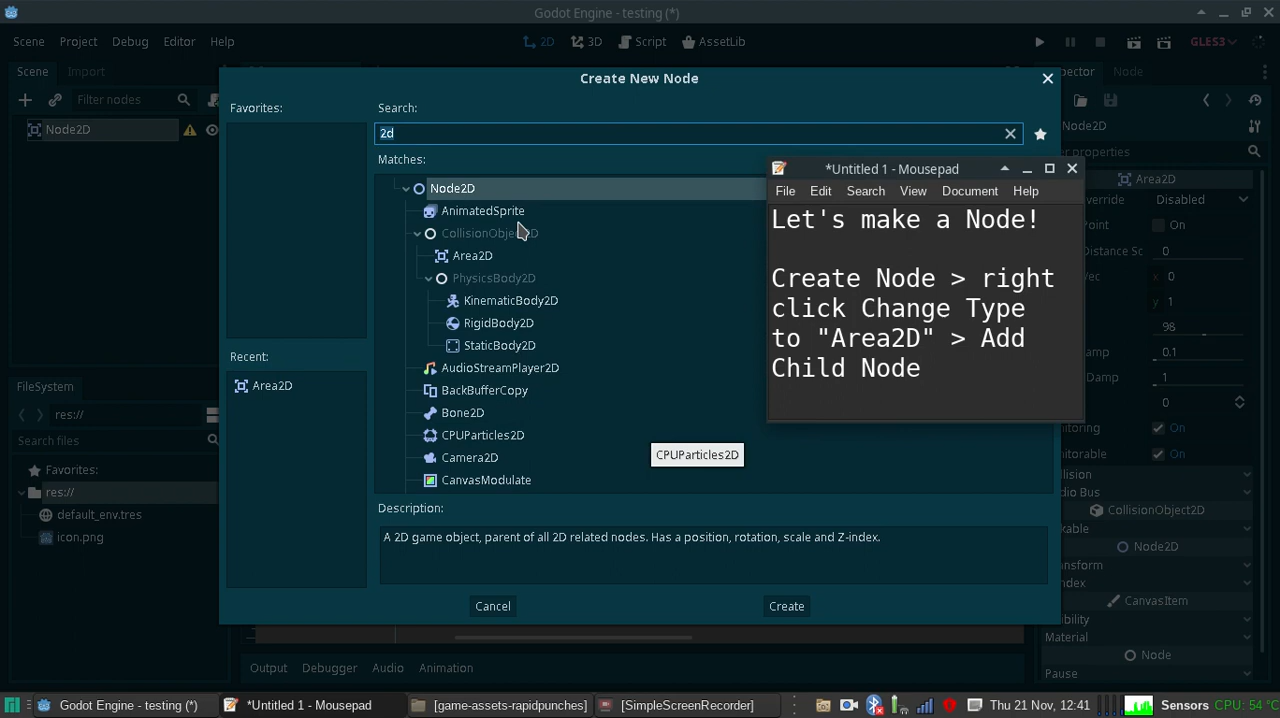 Godot Engine - testing (*)
Scene Project Debug Editor Help
2D 3D Script AssetLib
GLES3
Scene Import
Filter nodes
Node2D
FileSystem
res://
Search files
Favorites:
res://
default_env.tres
icon.png
Create New Node
Favorites:
Recent:
Area2D
Search:
2d
Matches:
Node2D
AnimatedSprite
Area2D
PhysicsBody2D
KinematicBody2D
RigidBody2D
StaticBody2D
AudioStreamPlayer2D
BackBufferCopy
Bone2D
CPUParticles2D
Camera2D
CanvasModulate
CPUParticles2D
Description:
A 2D game object, parent of all 2D related nodes. Has a position, rotation, scale and Z-index.
Cancel Create
*Untitled 1 - Mousepad
File Edit Search View Document Help
Let's make a Node!
Create Node > right
click Change Type
to "Area2D" > Add
Child Node
Node
Node2D
Area2D
Disabled
On
0
x 0
y 1
98
0.1
1
0
On
On
CollisionObject2D
Node2D
CanvasItem
Material
Node
Pause
Output Debugger Audio Animation
Godot Engine - testing (*)
*Untitled 1 - Mousepad
[game-assets-rapidpunches]
[SimpleScreenRecorder]
Thu 21 Nov, 12:41
Sensors CPU: 54 °C